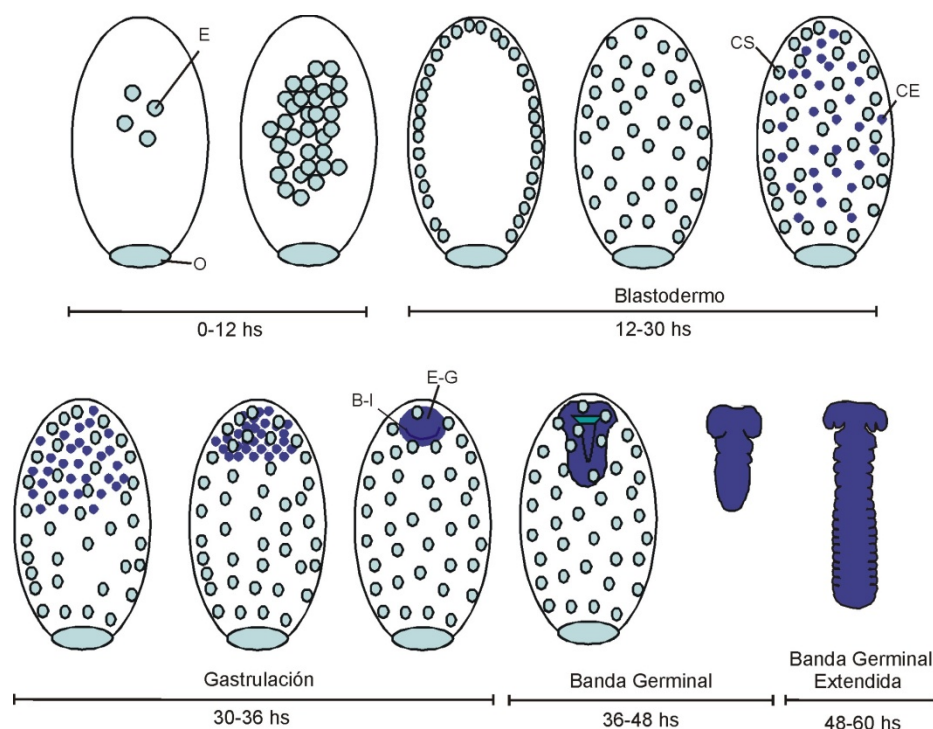 E
O
0-12 hs
CS
CE
Blastodermo
12-30 hs
B-I
E-G
Gastrulación
30-36 hs
Banda Germinal
36-48 hs
Banda Germinal
Extendida
48-60 hs